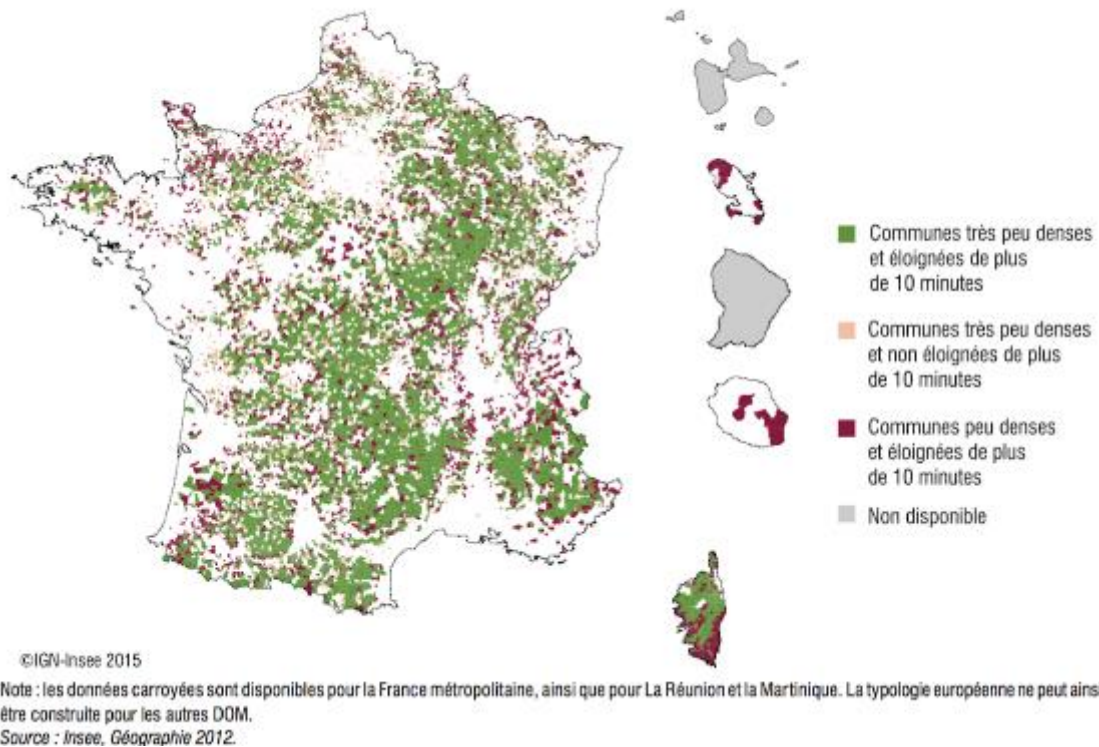 Communes très peu denses
et éloignées de plus
de 10 minutes
Communes très peu denses
et non éloignées de plus
de 10 minutes
Communes peu denses
et éloignées de plus
de 10 minutes
Non disponible
©IGN-Insee 2015
Note : les données carroyées sont disponibles pour la France métropolitaine, ainsi que pour La Réunion et la Martinique. La typologie européenne ne peut ains
être construite pour les autres DOM.
Source : Insee, Géographie 2012.